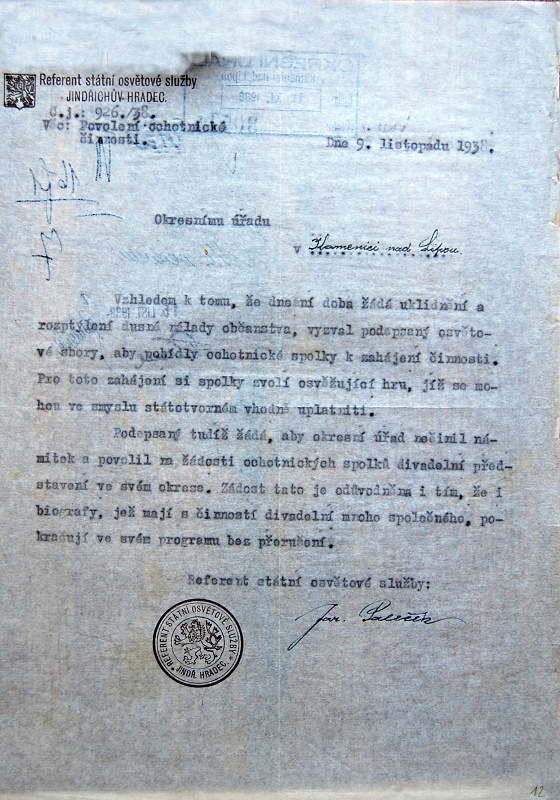 Referent státní osvětové služby
JINDŘICHŮV HRADEC.
Č.j.: 926./38.
Věc: Povolení ochotnické
činnosti.
Dne 9. listopadu 1938.
Okresnímu úřadu
v Kamenici nad Lipou.
Vzhledem k tomu, že dnešní doba žádá uklidnění a
rozptýlení dusné nálady občanstva, vyzval podepsaný osvěto-
vé sbory, aby pobídly ochotnické spolky k zahájení činnosti.
Pro toto zahájení si spolky zvolí osvěžující hru, jíž se mo-
hou ve smyslu státotvorném vhodně uplatniti.
Podepsaný tudíž žádá, aby okresní úřad nečinil ná-
mitek a povolil na žádosti ochotnických spolků divadelní před-
stavení ve svém okrese. Žádost tato je odůvodněna i tím, že i
biografy, jež mají s činností divadelní mnoho společného, po-
kračují ve svém programu bez přerušení.
Referent státní osvětové služby:
Jar.
REFERENT STÁTNÍ OSVĚTOVÉ SLUŽBY
* JINDŘ. HRADEC. *
12